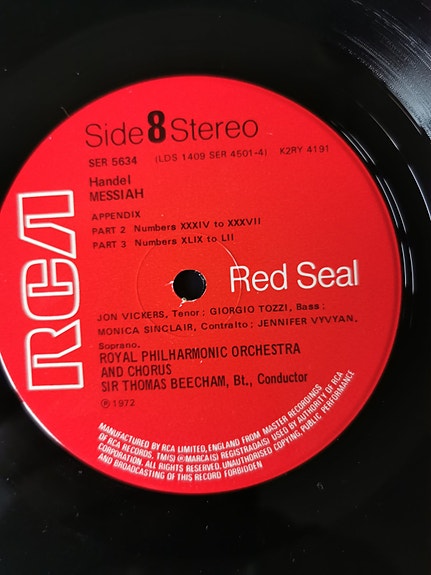 Side 8 Stereo
SER 5634 (LDS 1409 SER 4501-4) K2RY 4191
Handel
MESSIAH
APPENDIX
PART 2 Numbers XXXIV to XXXVII
PART 3 Numbers XLIX to LII
RCA
Red Seal
JON VICKERS, Tenor; GIORGIO TOZZI, Bass;
MONICA SINCLAIR, Contralto; JENNIFER VYVYAN,
Soprano.
ROYAL PHILHARMONIC ORCHESTRA
AND CHORUS
SIR THOMAS BEECHAM, Bt., Conductor
℗ 1972
MANUFACTURED BY RCA LIMITED, ENGLAND FROM MASTER RECORDINGS
OF RCA RECORDS. TM(S) ® MARCA(S) REGISTRADA(S) USED BY AUTHORITY OF RCA
CORPORATION. ALL RIGHTS RESERVED. UNAUTHORISED COPYING, PUBLIC PERFORMANCE
AND BROADCASTING OF THIS RECORD FORBIDDEN